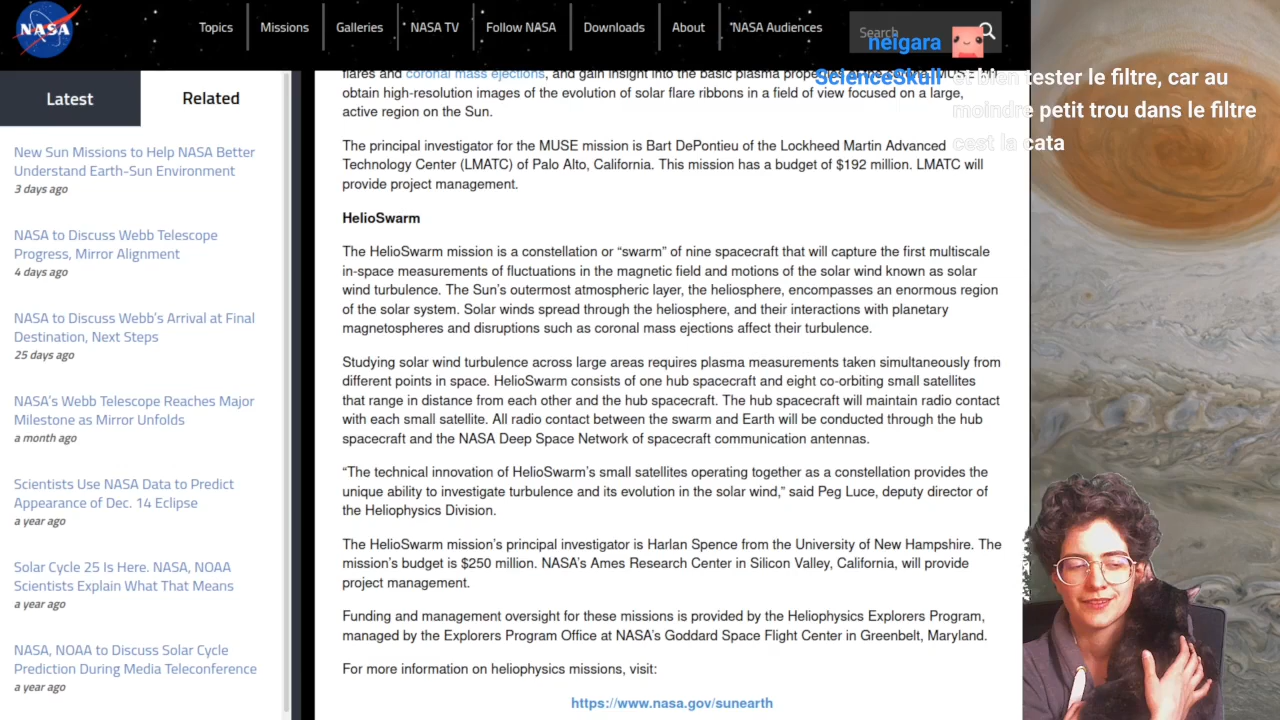 NASA
Topics
Missions
Galleries
NASA TV
Follow NASA
Downloads
About
NASA Audiences
Search
neigara
ScienceSkull et bien tester le filtre, car au
moindre petit trou dans le filtre
cest la cata
Latest
Related
New Sun Missions to Help NASA Better
Understand Earth-Sun Environment
3 days ago
NASA to Discuss Webb Telescope
Progress, Mirror Alignment
4 days ago
NASA to Discuss Webb’s Arrival at Final
Destination, Next Steps
25 days ago
NASA’s Webb Telescope Reaches Major
Milestone as Mirror Unfolds
a month ago
Scientists Use NASA Data to Predict
Appearance of Dec. 14 Eclipse
a year ago
Solar Cycle 25 Is Here. NASA, NOAA
Scientists Explain What That Means
a year ago
NASA, NOAA to Discuss Solar Cycle
Prediction During Media Teleconference
a year ago
flares and coronal mass ejections, and gain insight into the basic plasma
obtain high-resolution images of the evolution of solar flare ribbons in a field of view focused on a large,
active region on the Sun.
The principal investigator for the MUSE mission is Bart DePontieu of the Lockheed Martin Advanced
Technology Center (LMATC) of Palo Alto, California. This mission has a budget of $192 million. LMATC will
provide project management.
HelioSwarm
The HelioSwarm mission is a constellation or “swarm” of nine spacecraft that will capture the first multiscale
in-space measurements of fluctuations in the magnetic field and motions of the solar wind known as solar
wind turbulence. The Sun’s outermost atmospheric layer, the heliosphere, encompasses an enormous region
of the solar system. Solar winds spread through the heliosphere, and their interactions with planetary
magnetospheres and disruptions such as coronal mass ejections affect their turbulence.
Studying solar wind turbulence across large areas requires plasma measurements taken simultaneously from
different points in space. HelioSwarm consists of one hub spacecraft and eight co-orbiting small satellites
that range in distance from each other and the hub spacecraft. The hub spacecraft will maintain radio contact
with each small satellite. All radio contact between the swarm and Earth will be conducted through the hub
spacecraft and the NASA Deep Space Network of spacecraft communication antennas.
“The technical innovation of HelioSwarm’s small satellites operating together as a constellation provides the
unique ability to investigate turbulence and its evolution in the solar wind,” said Peg Luce, deputy director of
the Heliophysics Division.
The HelioSwarm mission’s principal investigator is Harlan Spence from the University of New Hampshire. The
mission’s budget is $250 million. NASA’s Ames Research Center in Silicon Valley, California, will provide
project management.
Funding and management oversight for these missions is provided by the Heliophysics Explorers Program,
managed by the Explorers Program Office at NASA’s Goddard Space Flight Center in Greenbelt, Maryland.
For more information on heliophysics missions, visit:
https://www.nasa.gov/sunearth